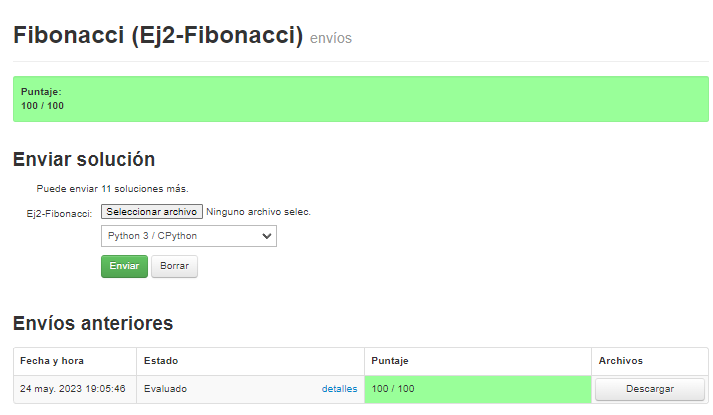 Fibonacci (Ej2-Fibonacci) envíos
Puntaje:
100 / 100
Enviar solución
Puede enviar 11 soluciones más.
Ej2-Fibonacci: Seleccionar archivo Ninguno archivo selec.
Python 3 / CPython
Enviar Borrar
Envíos anteriores
Fecha y hora Estado Puntaje Archivos
24 may. 2023 19:05:46 Evaluado detalles 100 / 100 Descargar